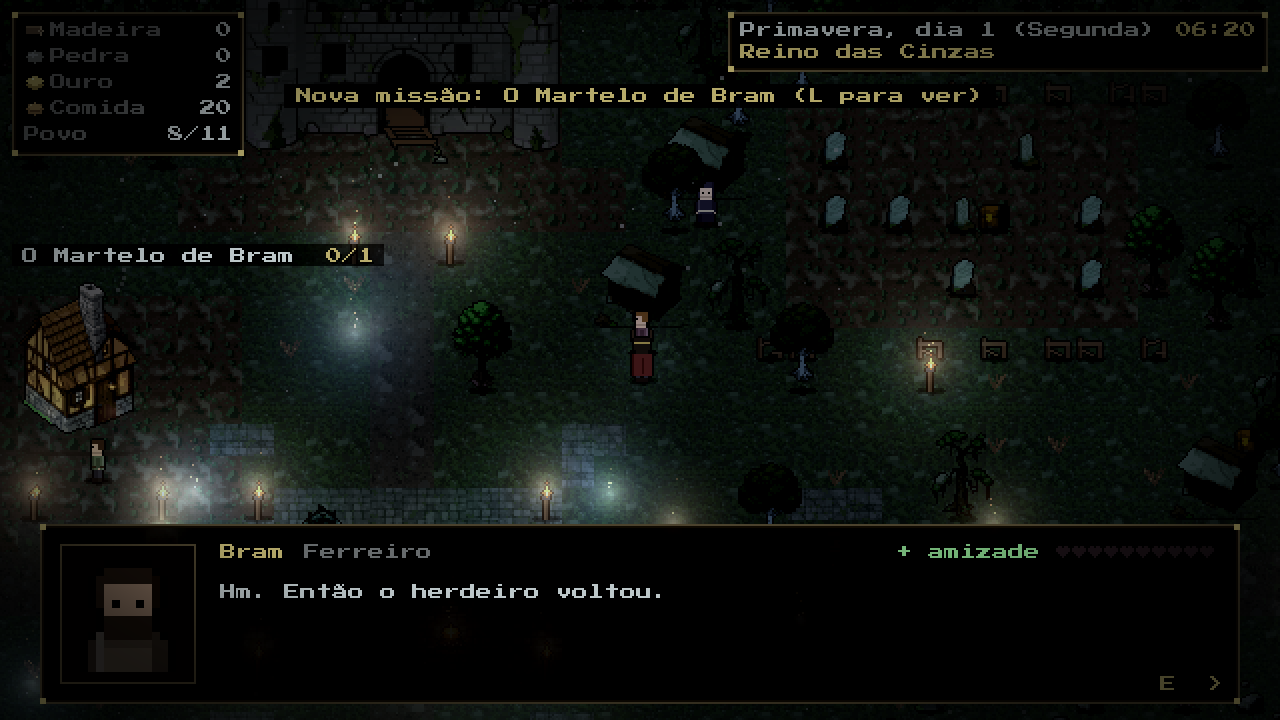 Madeira 0
Pedra 0
Ouro 2
Comida 20
Povo 8/11
Primavera, dia 1 (Segunda) 06:20
Reino das Cinzas
Nova missão: O Martelo de Bram (L para ver)
O Martelo de Bram 0/1
Bram Ferreiro + amizade
Hm. Então o herdeiro voltou.
E >